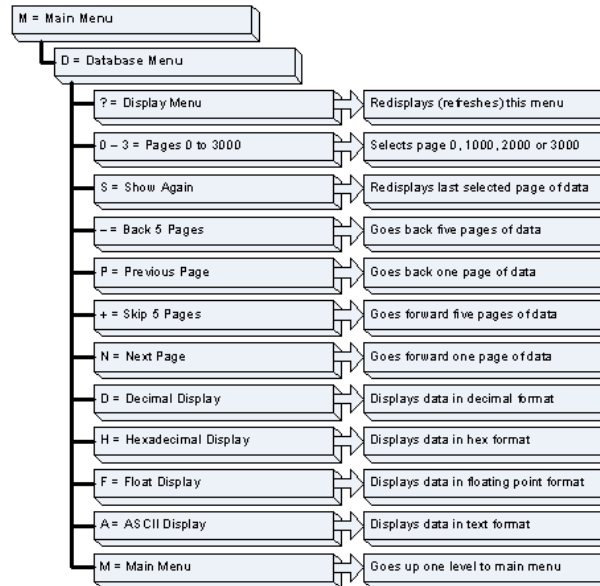 M = Main Menu
D = Database Menu
? = Display Menu
Redisplays (refreshes) this menu
0 – 3 = Pages 0 to 3000
Selects page 0, 1000, 2000 or 3000
S = Show Again
Redisplays last selected page of data
– = Back 5 Pages
Goes back five pages of data
P = Previous Page
Goes back one page of data
+ = Skip 5 Pages
Goes forward five pages of data
N = Next Page
Goes forward one page of data
D = Decimal Display
Displays data in decimal format
H = Hexadecimal Display
Displays data in hex format
F = Float Display
Displays data in floating point format
A = ASCII Display
Displays data in text format
M = Main Menu
Goes up one level to main menu